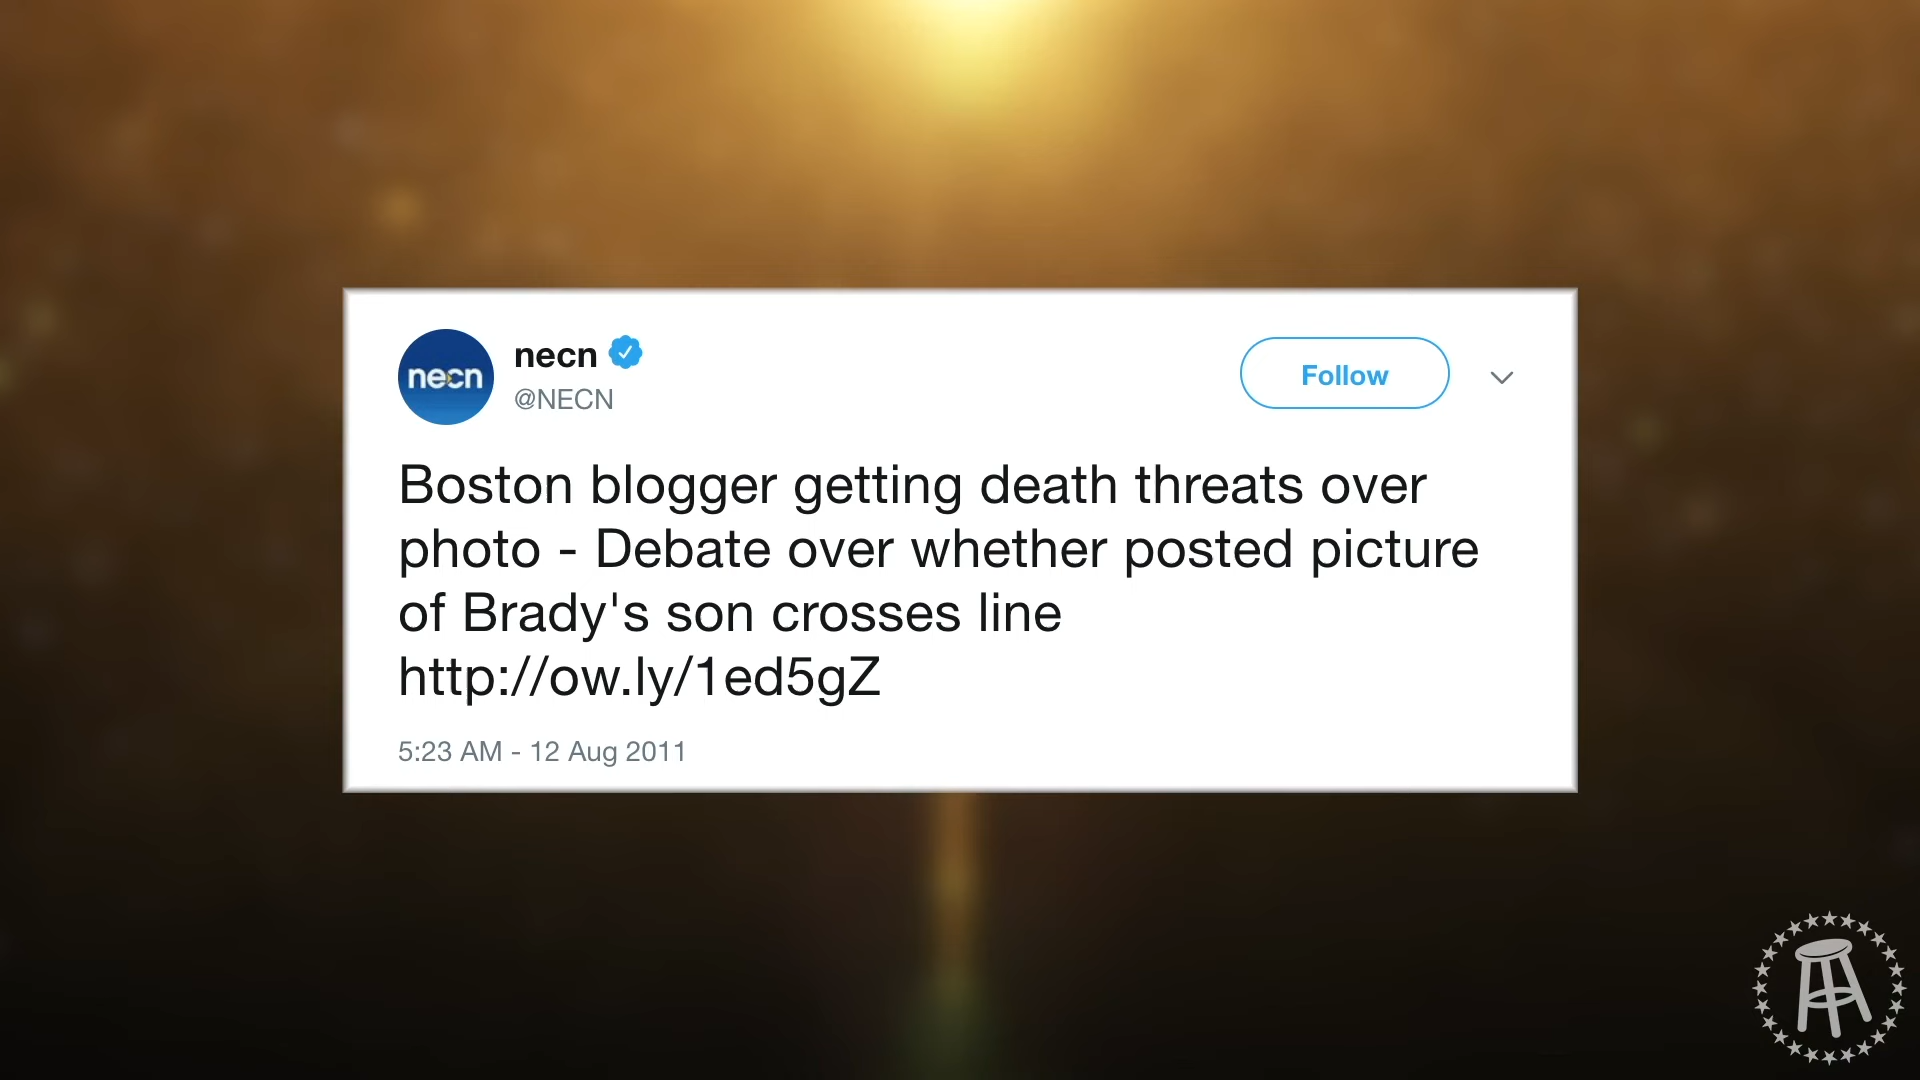 necn
necn
@NECN
Follow
Boston blogger getting death threats over
photo - Debate over whether posted picture
of Brady's son crosses line
http://ow.ly/1ed5gZ
5:23 AM - 12 Aug 2011